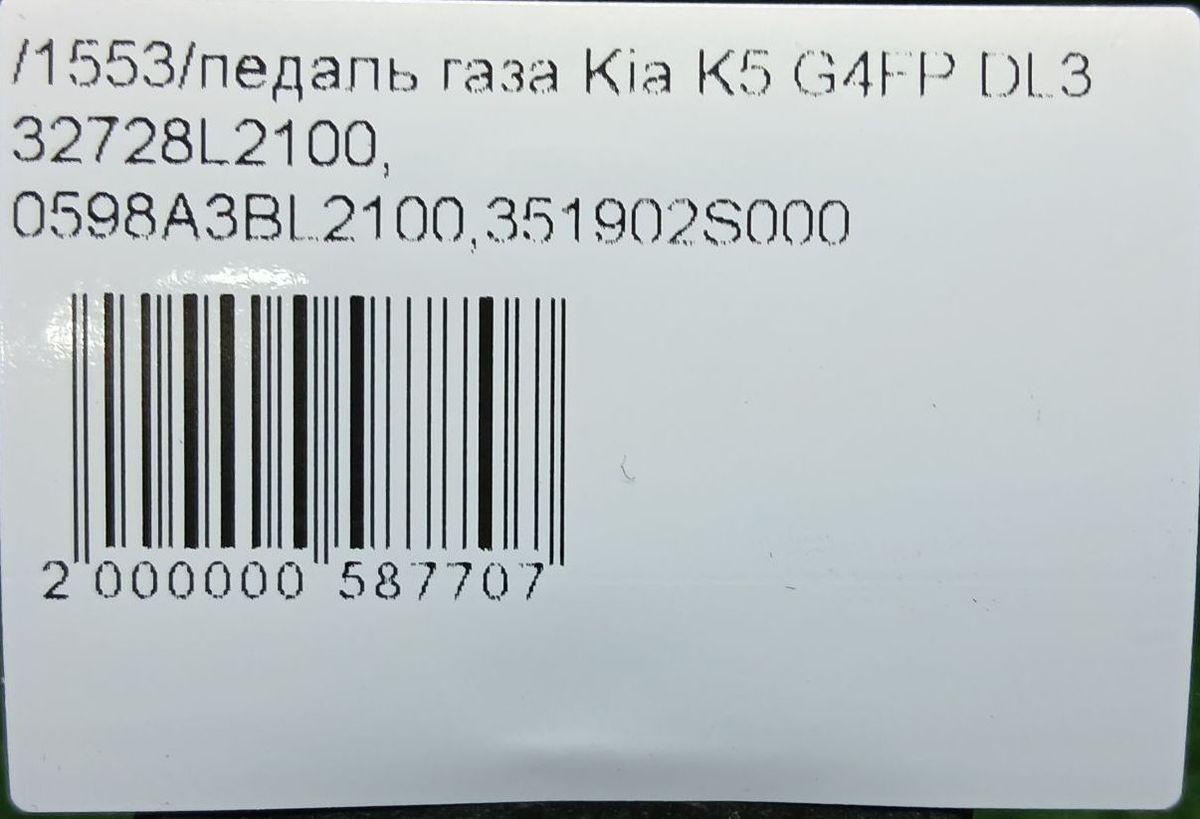 /1553/педаль газа Kia K5 G4FP DL3
32728L2100,
0598A3BL2100,351902S000
2 000000 587707